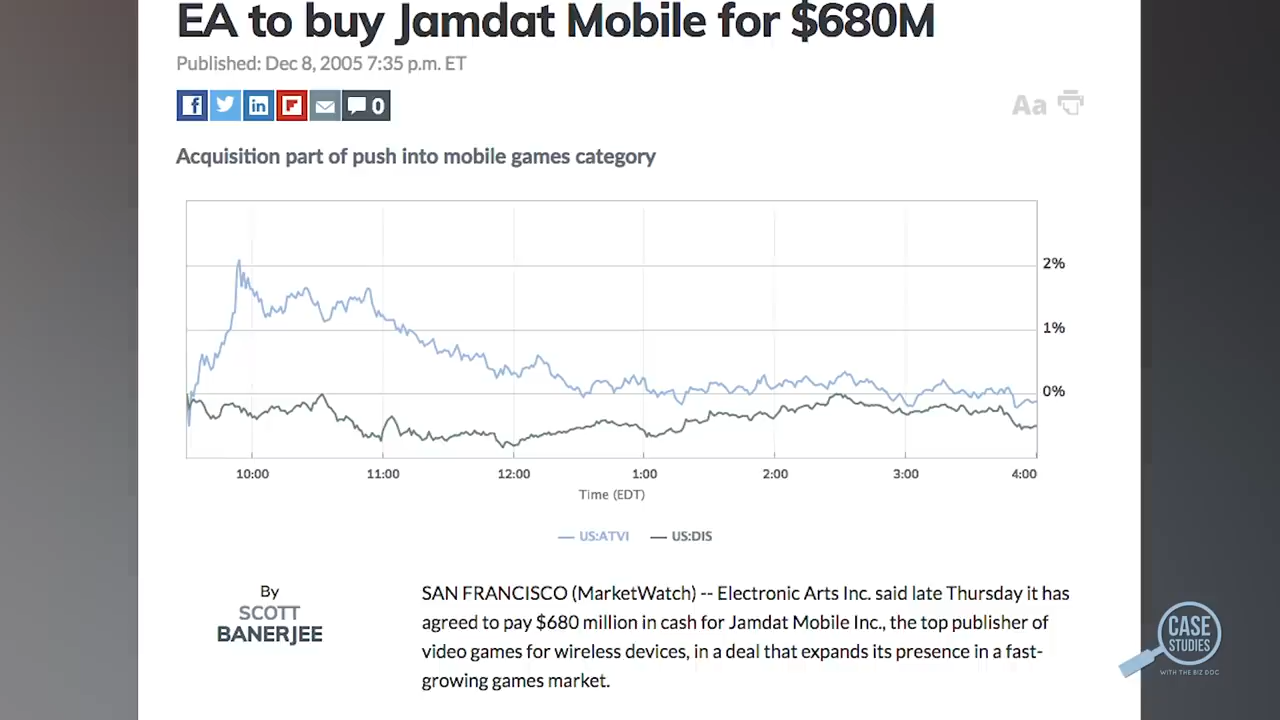 EA to buy Jamdat Mobile for $680M
Published: Dec 8, 2005 7:35 p.m. ET
0
Aa
Acquisition part of push into mobile games category
2%
1%
0%
10:00 11:00 12:00 1:00 2:00 3:00 4:00
Time (EDT)
US:ATVI US:DIS
By
SCOTT
BANERJEE
SAN FRANCISCO (MarketWatch) -- Electronic Arts Inc. said late Thursday it has
agreed to pay $680 million in cash for Jamdat Mobile Inc., the top publisher of
video games for wireless devices, in a deal that expands its presence in a fast-
growing games market.
CASE
STUDIES
WITH THE BIZ DOC